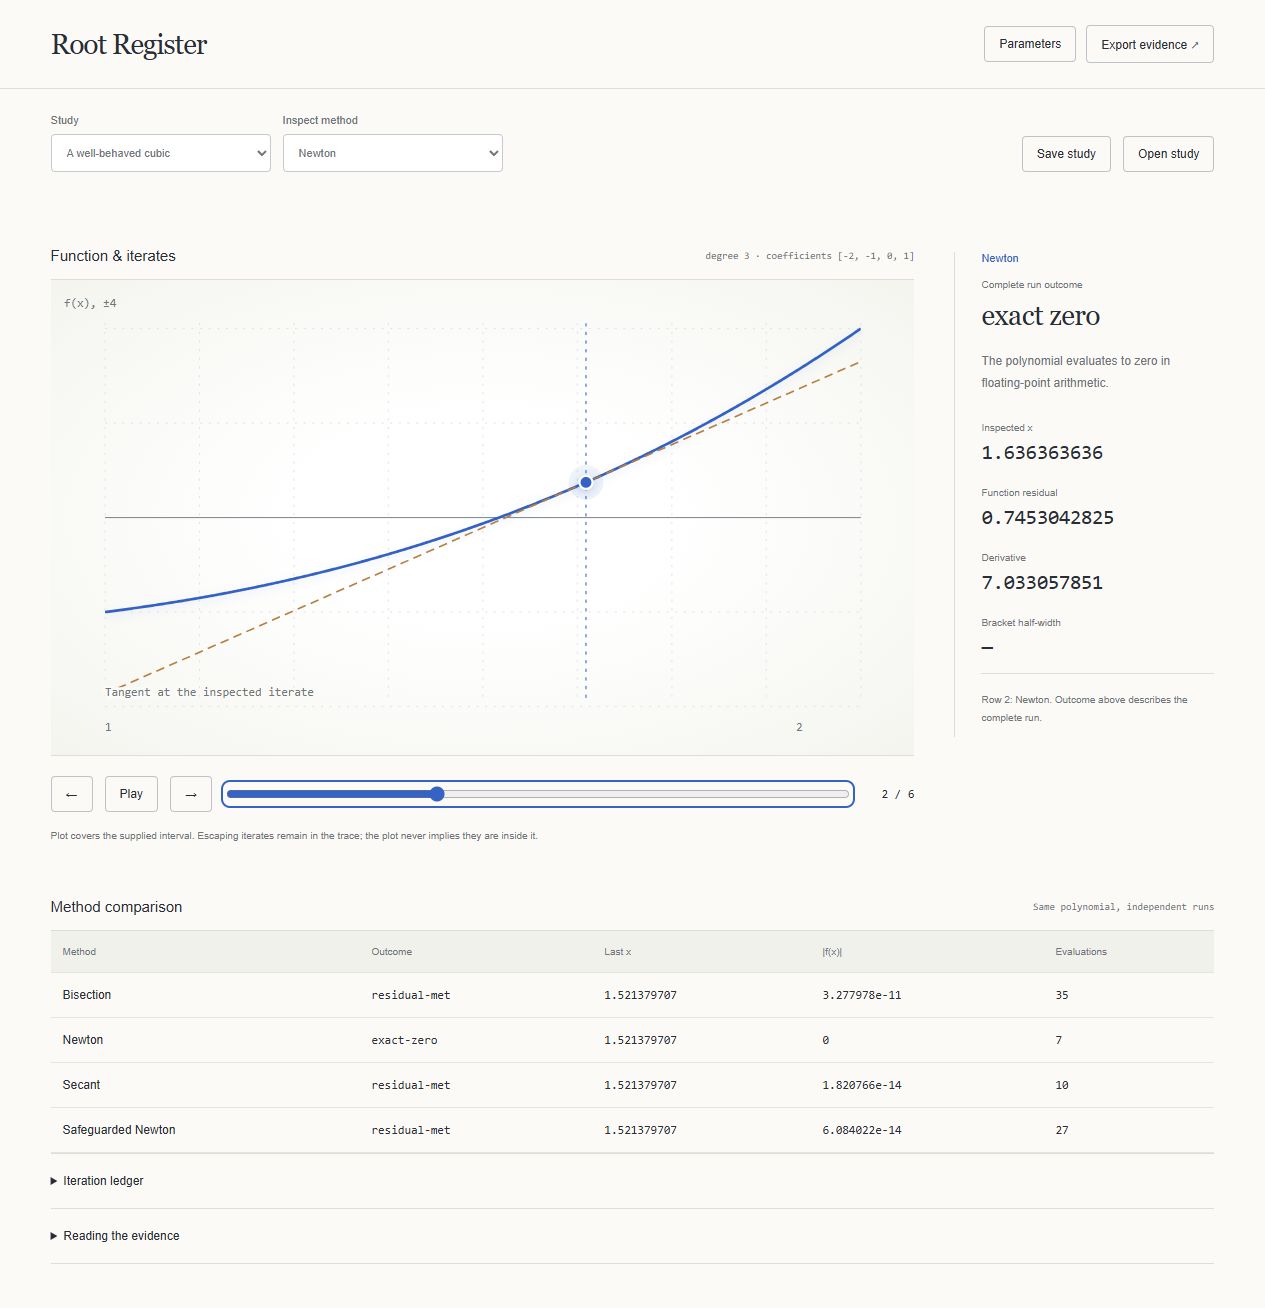 Root Register
Parameters
Export evidence ↗
Study
Inspect method
A well-behaved cubic
Newton
Save study
Open study
Function & iterates
degree 3 · coefficients [-2, -1, 0, 1]
f(x), ±4
Tangent at the inspected iterate
1
2
Newton
Complete run outcome
exact zero
The polynomial evaluates to zero in
floating-point arithmetic.
Inspected x
1.636363636
Function residual
0.7453042825
Derivative
7.033057851
Bracket half-width
—
Row 2: Newton. Outcome above describes the
complete run.
←
Play
→
2 / 6
Plot covers the supplied interval. Escaping iterates remain in the trace; the plot never implies they are inside it.
Method comparison
Same polynomial, independent runs
Method Outcome Last x |f(x)| Evaluations
Bisection residual-met 1.521379707 3.277978e-11 35
Newton exact-zero 1.521379707 0 7
Secant residual-met 1.521379707 1.820766e-14 10
Safeguarded Newton residual-met 1.521379707 6.084022e-14 27
Iteration ledger
Reading the evidence